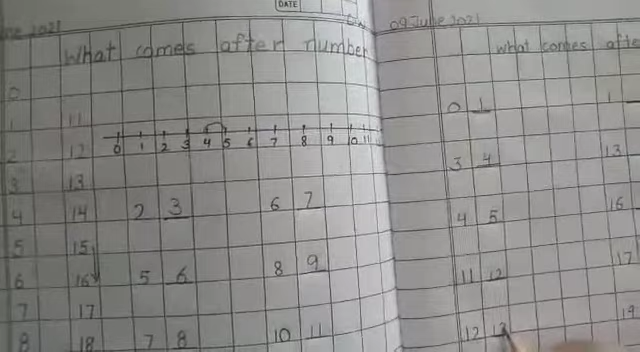 DATE
ne 2021
What comes after number
0
1 11
0 1 2 3 4 5 6 7 8 9 10 11
2 12
3 13
4 14 2 3 6 7
5 15
6 16 5 6 8 9
7 17
8 18 7 8 10 11
09 June 2021
what comes afte
0 1 1
3 4 13
4 5 16
11 12 17
12 13 19